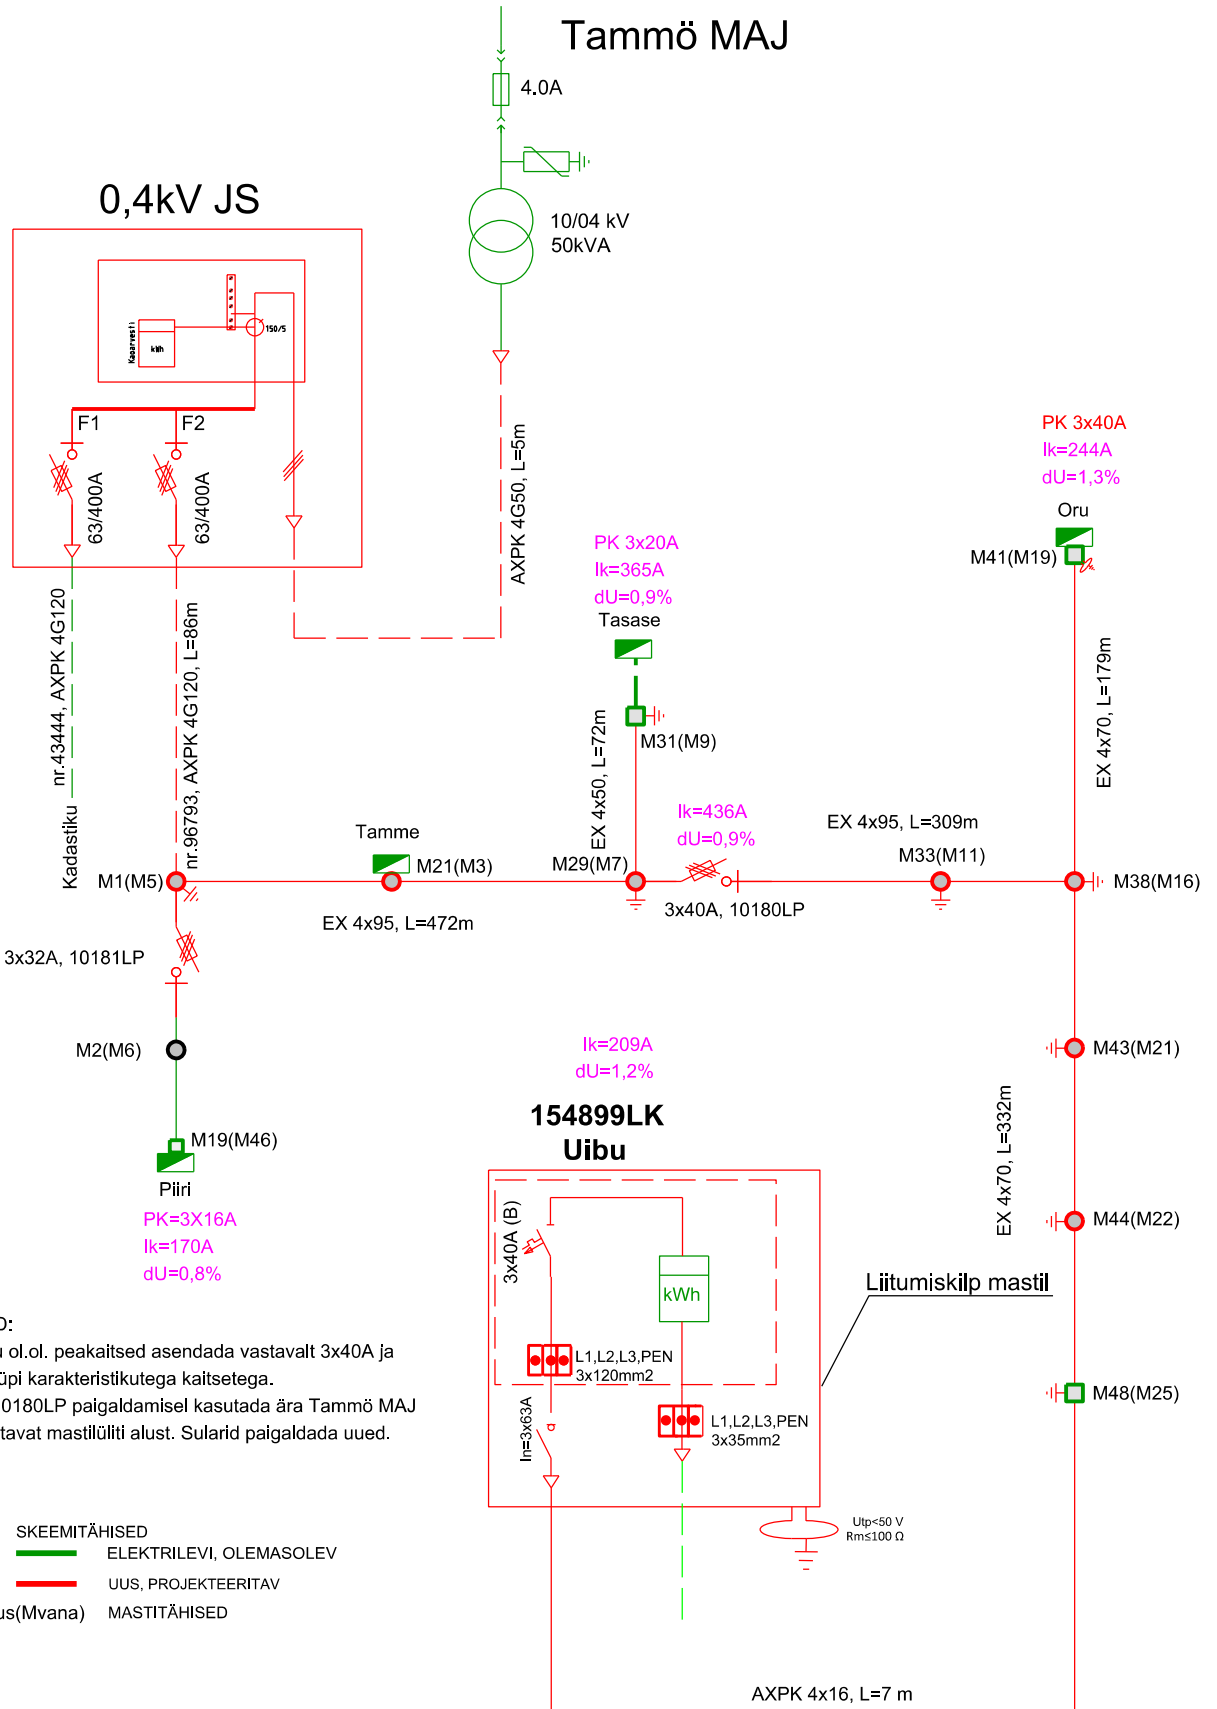 Tammö MAJ
4.0A
10/04 kV
50kVA
0,4kV JS
Kaoarvesti
kWh
150/5
F1
F2
63/400A
63/400A
AXPK 4G50, L=5m
nr.43444, AXPK 4G120
Kadastiku
nr.96793, AXPK 4G120, L=86m
PK 3x20A
Ik=365A
dU=0,9%
Tasase
M31(M9)
EX 4x50, L=72m
PK 3x40A
Ik=244A
dU=1,3%
Oru
M41(M19)
EX 4x70, L=179m
Tamme
M21(M3)
M1(M5)
M29(M7)
Ik=436A
dU=0,9%
EX 4x95, L=309m
M33(M11)
M38(M16)
EX 4x95, L=472m
3x40A, 10180LP
3x32A, 10181LP
M2(M6)
M19(M46)
Piiri
PK=3X16A
Ik=170A
dU=0,8%
M43(M21)
EX 4x70, L=332m
M44(M22)
M48(M25)
Ik=209A
dU=1,2%
154899LK
Uibu
3x40A (B)
kWh
L1,L2,L3,PEN
3x120mm2
In=3x63A
L1,L2,L3,PEN
3x35mm2
Liitumiskilp mastil
Utp<50 V
Rm≤100 Ω
ol.ol. peakaitsed asendada vastavalt 3x40A ja
üpi karakteristikutega kaitsetega.
0180LP paigaldamisel kasutada ära Tammö MAJ
tavat mastilüliti alust. Sularid paigaldada uued.
SKEEMITÄHISED
ELEKTRILEVI, OLEMASOLEV
UUS, PROJEKTEERITAV
us(Mvana) MASTITÄHISED
AXPK 4x16, L=7 m